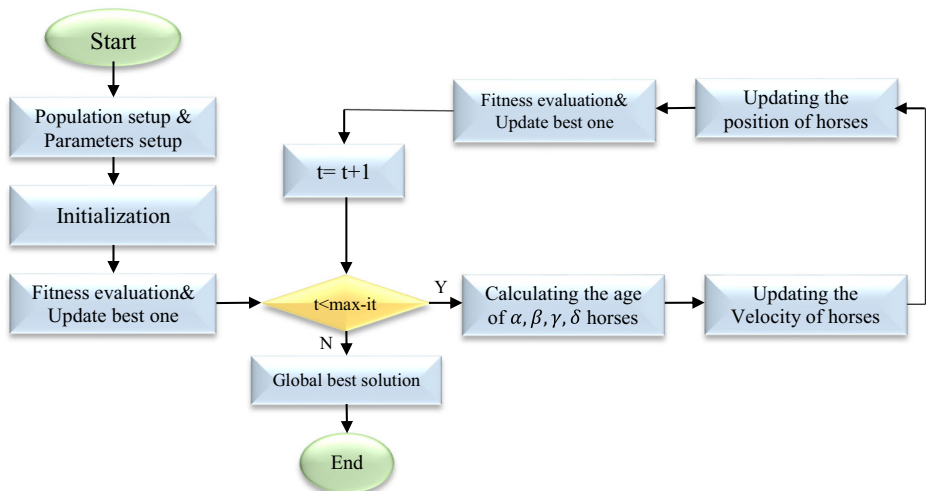 Start
Population setup &
Parameters setup
Initialization
Fitness evaluation&
Update best one
t<max-it
Y
N
Calculating the age
of α, β, γ, δ horses
Updating the
Velocity of horses
Updating the
position of horses
Fitness evaluation&
Update best one
t= t+1
Global best solution
End